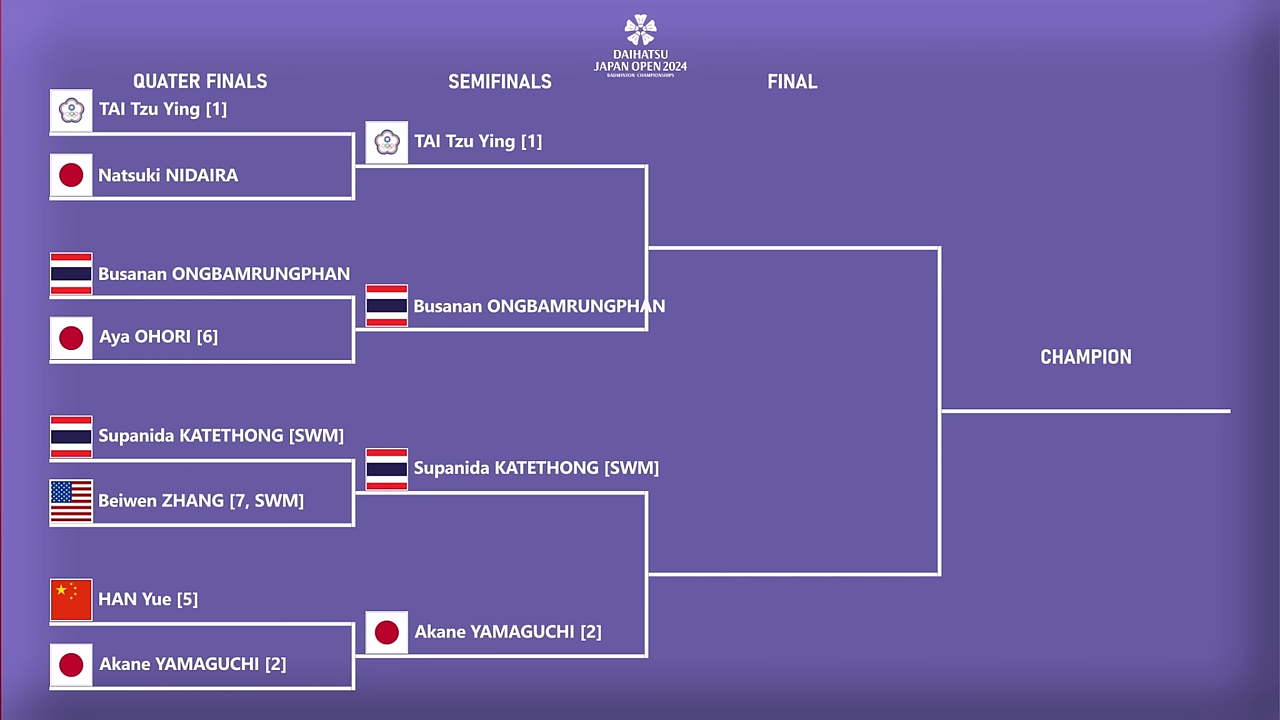 DAIHATSU
JAPAN OPEN 2024
BADMINTON CHAMPIONSHIPS
QUATER FINALS
SEMIFINALS
FINAL
TAI Tzu Ying [1]
Natsuki NIDAIRA
Busanan ONGBAMRUNGPHAN
Aya OHORI [6]
Supanida KATETHONG [SWM]
Beiwen ZHANG [7, SWM]
HAN Yue [5]
Akane YAMAGUCHI [2]
TAI Tzu Ying [1]
Busanan ONGBAMRUNGPHAN
Supanida KATETHONG [SWM]
Akane YAMAGUCHI [2]
CHAMPION